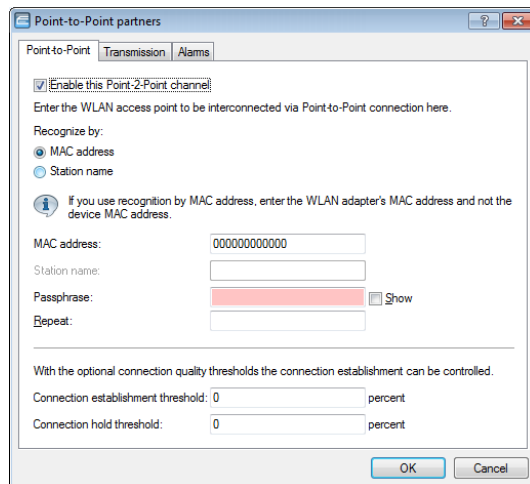 Point-to-Point partners
Point-to-Point Transmission Alarms
Enable this Point-2-Point channel
Enter the WLAN access point to be interconnected via Point-to-Point connection here.
Recognize by:
MAC address
Station name
If you use recognition by MAC address, enter the WLAN adapter's MAC address and not the
device MAC address.
MAC address: 000000000000
Station name:
Passphrase: Show
Repeat:
With the optional connection quality thresholds the connection establishment can be controlled.
Connection establishment threshold: 0 percent
Connection hold threshold: 0 percent
OK Cancel